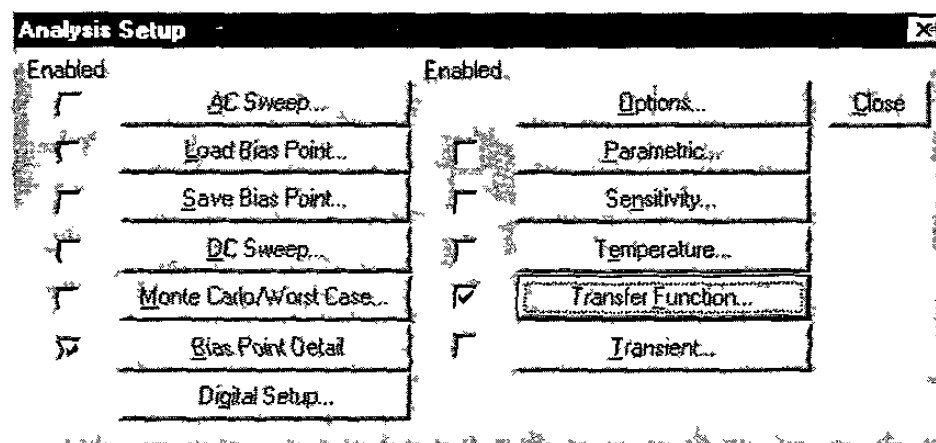 Analysis Setup
Enabled Enabled
AC Sweep... Options... Close
Load Bias Point... Parametric...
Save Bias Point... Sensitivity...
DC Sweep... Temperature...
Monte Carlo/Worst Case... Transfer Function...
Bias Point Detail Transient...
Digital Setup...